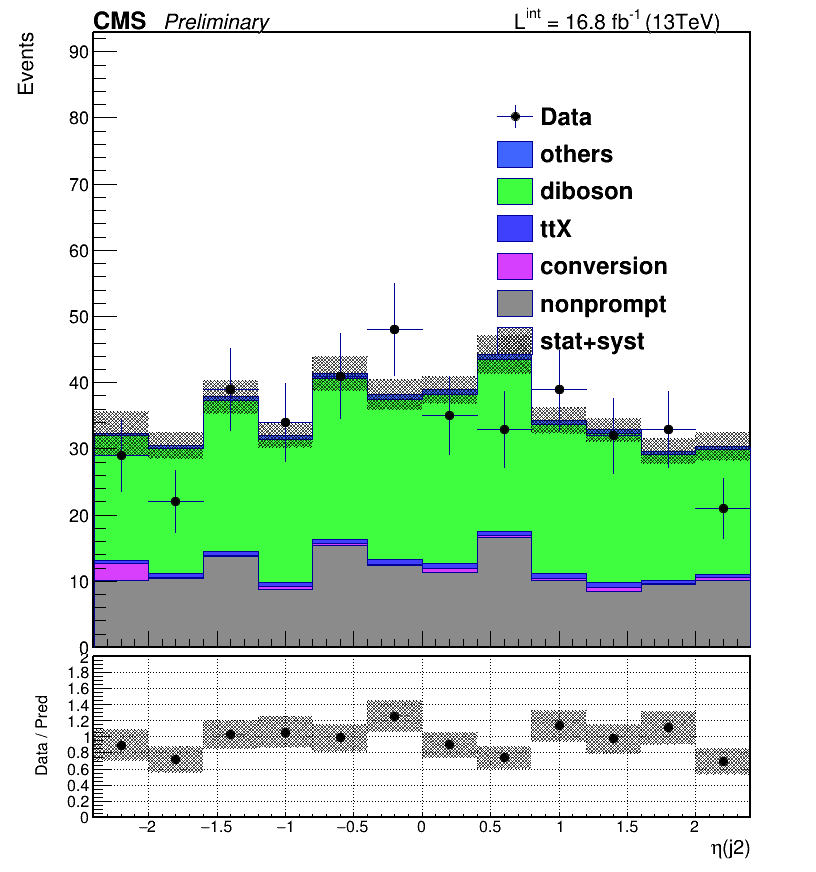 CMS Preliminary L^int = 16.8 fb^-1 (13TeV)
Events
90
80
70
60
50
40
30
20
10
0
Data
others
diboson
ttX
conversion
nonprompt
stat+syst
Data / Pred
2
1.8
1.6
1.4
1.2
1
0.8
0.6
0.4
0.2
0
−2 −1.5 −1 −0.5 0 0.5 1 1.5 2
η(j2)